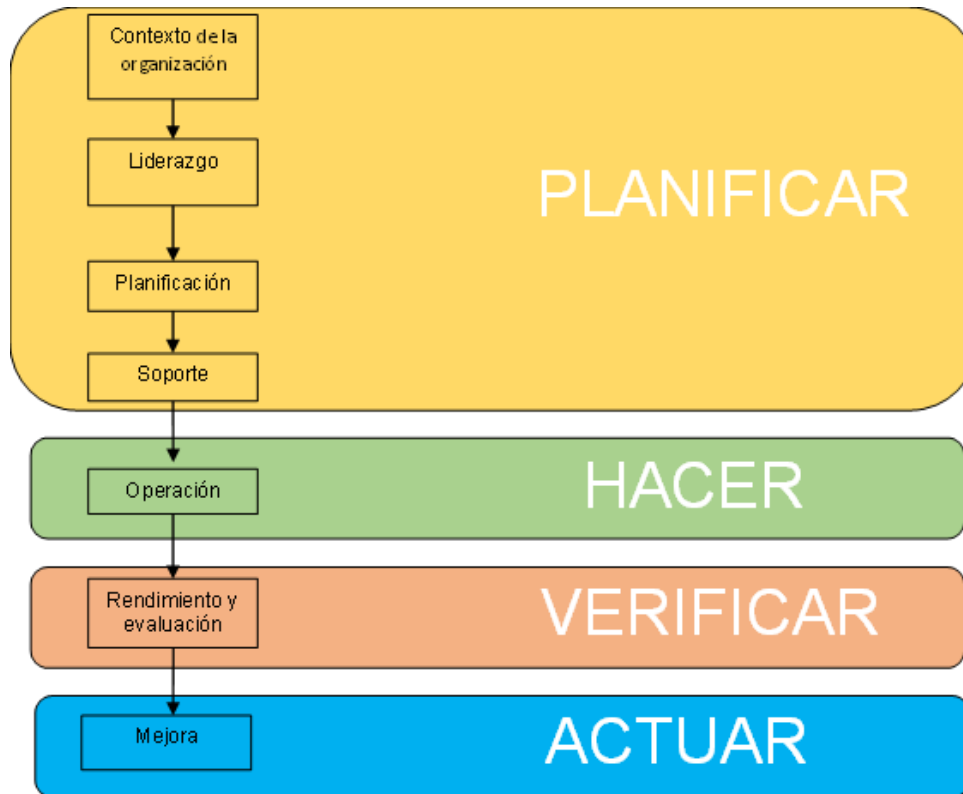 Contexto de la
organización
Liderazgo
PLANIFICAR
Planificación
Soporte
Operación
HACER
Rendimiento y
evaluación
VERIFICAR
Mejora
ACTUAR